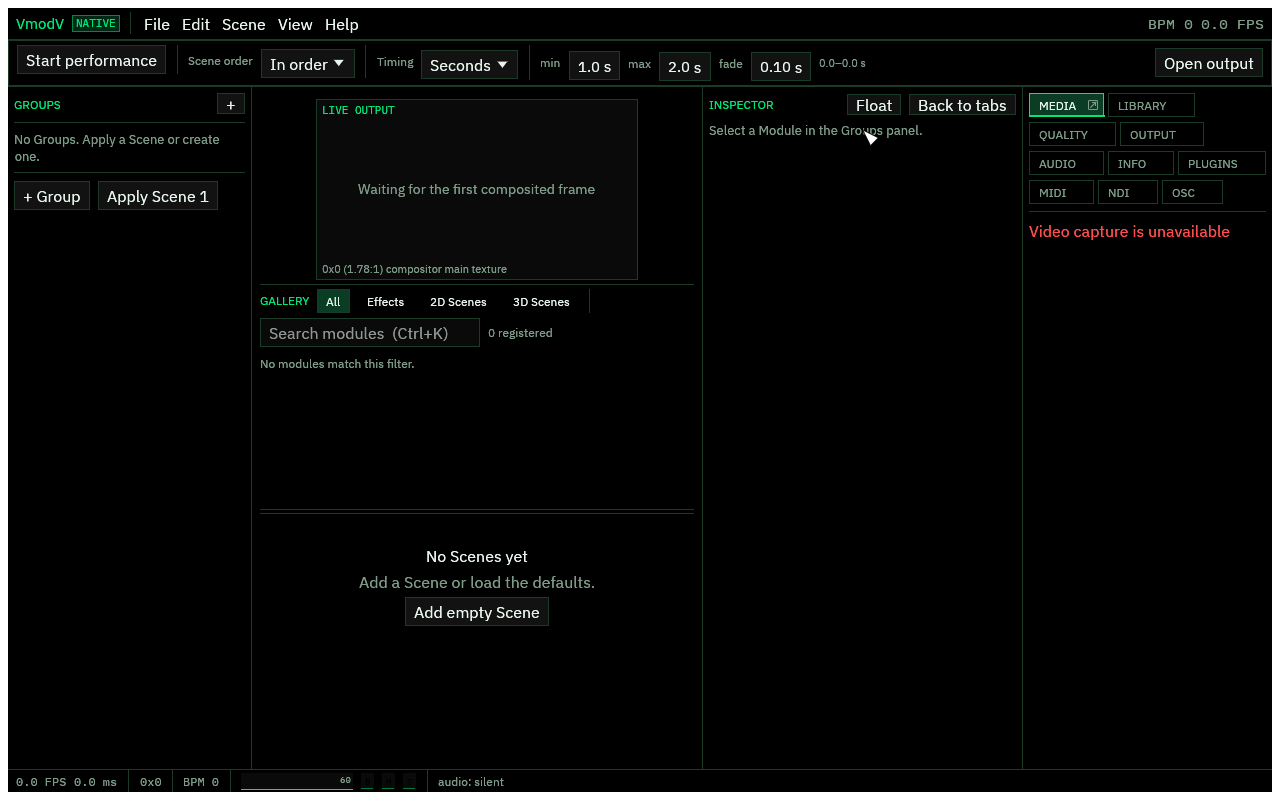 VmodV NATIVE File Edit Scene View Help BPM 0 0.0 FPS
Start performance Scene order In order Timing Seconds min 1.0 s max 2.0 s fade 0.10 s 0.0–0.0 s Open output
GROUPS +
No Groups. Apply a Scene or create
one.
+ Group Apply Scene 1
LIVE OUTPUT
Waiting for the first composited frame
0x0 (1.78:1) compositor main texture
GALLERY All Effects 2D Scenes 3D Scenes
Search modules (Ctrl+K) 0 registered
No modules match this filter.
No Scenes yet
Add a Scene or load the defaults.
Add empty Scene
INSPECTOR Float Back to tabs
Select a Module in the Groups panel.
MEDIA LIBRARY
QUALITY OUTPUT
AUDIO INFO PLUGINS
MIDI NDI OSC
Video capture is unavailable
0.0 FPS 0.0 ms 0x0 BPM 0 60 audio: silent